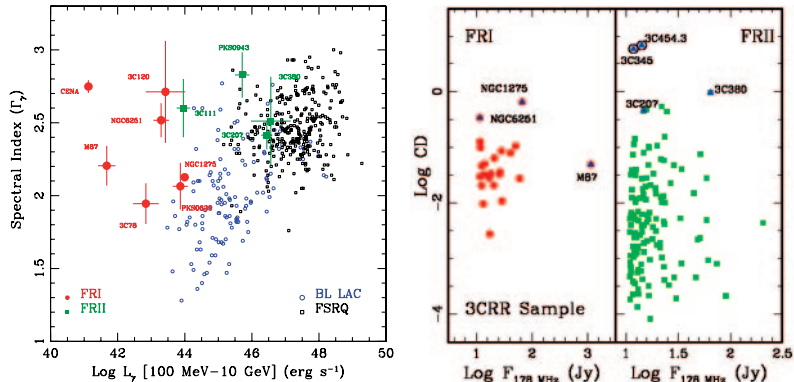 3
2.5
2
1.5
1
Spectral Index (Γγ)
PKS0943
3C120
3C380
CENA
3C111
NGC6251
3C207
M87
NGC1275
PKS0625
3C78
FRI
FRII
BL LAC
FSRQ
40 42 44 46 48 50
Log Lγ [100 MeV−10 GeV] (erg s⁻¹)
FRI
FRII
3C454.3
3C345
NGC1275
3C380
NGC6251
3C207
M87
0
−2
−4
Log CD
3CRR Sample
1 2 3
1 1.5 2 2.5
Log F178 MHz (Jy)
Log F178 MHz (Jy)